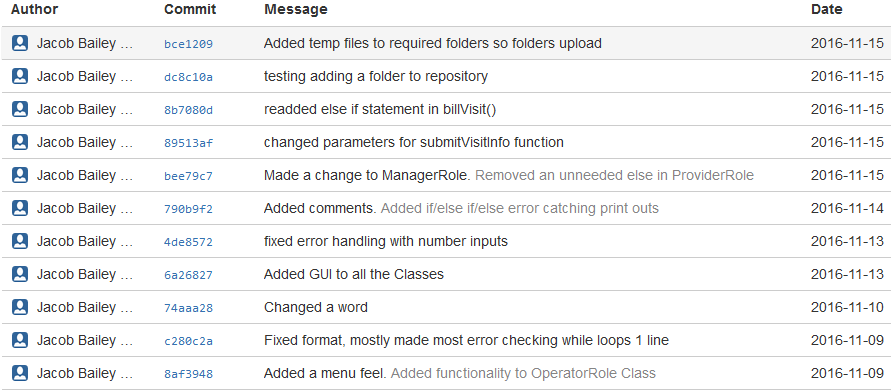 Author Commit Message Date
Jacob Bailey … bce1209 Added temp files to required folders so folders upload 2016-11-15
Jacob Bailey … dc8c10a testing adding a folder to repository 2016-11-15
Jacob Bailey … 8b7080d readded else if statement in billVisit() 2016-11-15
Jacob Bailey … 89513af changed parameters for submitVisitInfo function 2016-11-15
Jacob Bailey … bee79c7 Made a change to ManagerRole. Removed an unneeded else in ProviderRole 2016-11-15
Jacob Bailey … 790b9f2 Added comments. Added if/else if/else error catching print outs 2016-11-14
Jacob Bailey … 4de8572 fixed error handling with number inputs 2016-11-13
Jacob Bailey … 6a26827 Added GUI to all the Classes 2016-11-13
Jacob Bailey … 74aaa28 Changed a word 2016-11-10
Jacob Bailey … c280c2a Fixed format, mostly made most error checking while loops 1 line 2016-11-09
Jacob Bailey … 8af3948 Added a menu feel. Added functionality to OperatorRole Class 2016-11-09